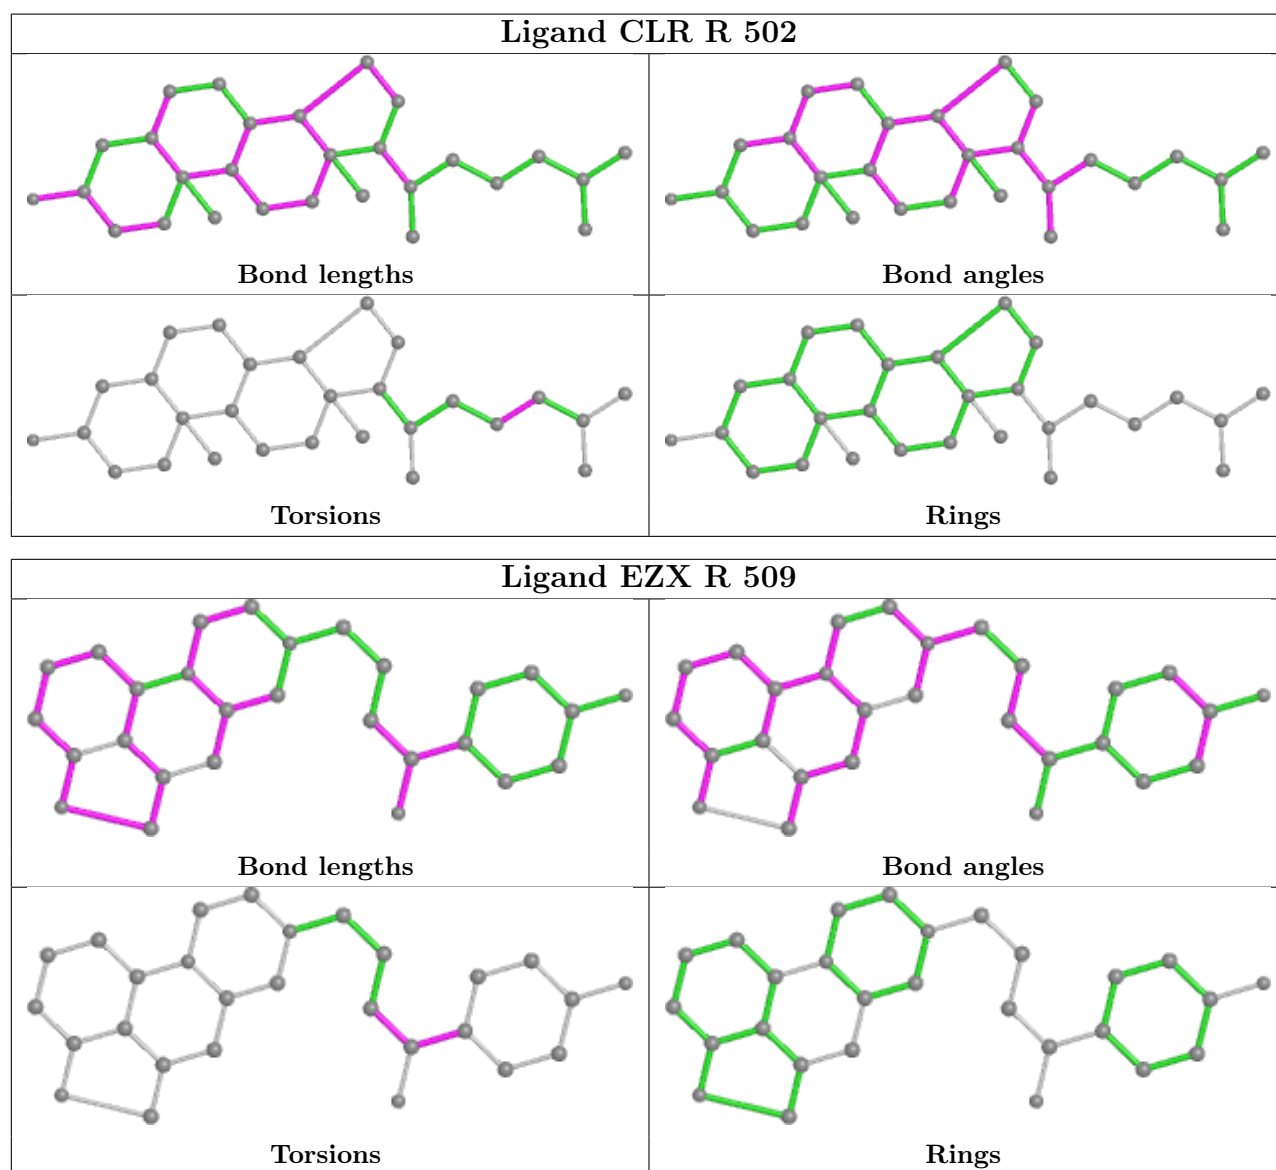 Ligand CLR R 502
Bond lengths
Bond angles
Torsions
Rings
Ligand EZX R 509
Bond lengths
Bond angles
Torsions
Rings